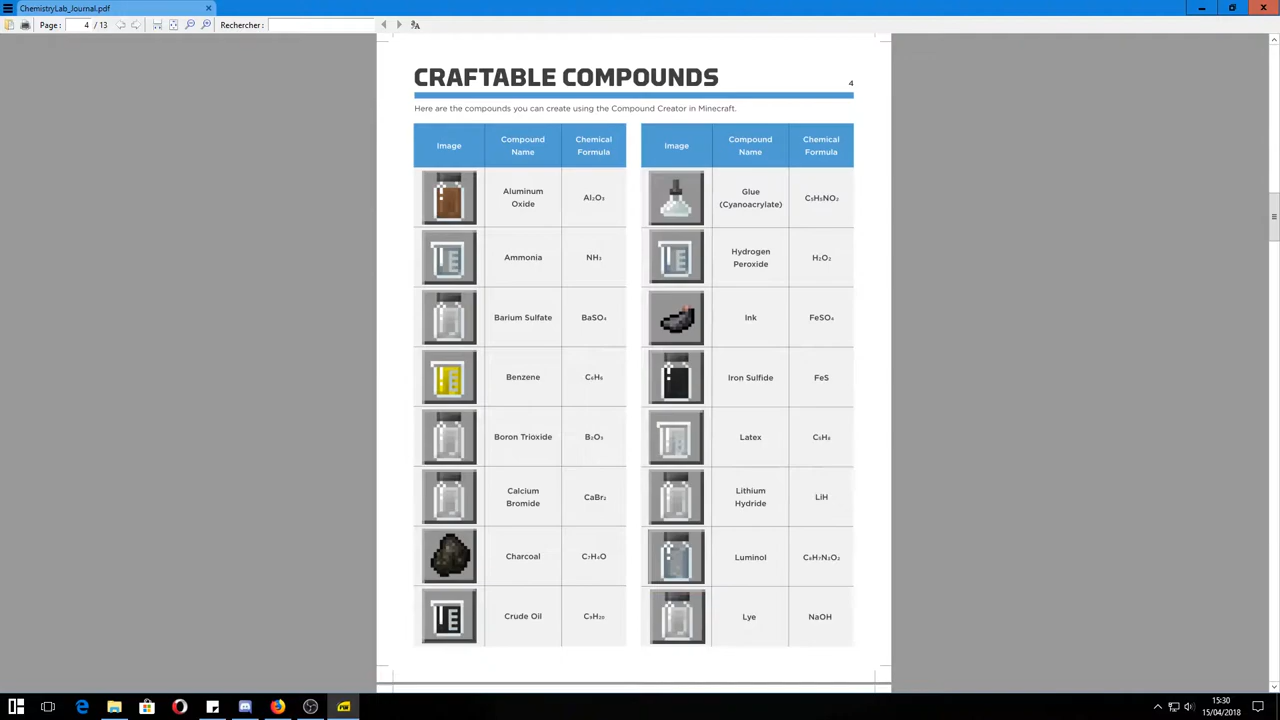 ChemistryLab_Journal.pdf
Page : 4 / 13 Rechercher :
CRAFTABLE COMPOUNDS
4
Here are the compounds you can create using the Compound Creator in Minecraft.
Image
Compound
Name
Chemical
Formula
Aluminum
Oxide
Al₂O₃
Ammonia
NH₃
Barium Sulfate
BaSO₄
Benzene
C₆H₆
Boron Trioxide
B₂O₃
Calcium
Bromide
CaBr₂
Charcoal
C₇H₄O
Crude Oil
C₉H₂₀
Image
Compound
Name
Chemical
Formula
Glue
(Cyanoacrylate)
C₅H₅NO₂
Hydrogen
Peroxide
H₂O₂
Ink
FeSO₄
Iron Sulfide
FeS
Latex
C₅H₈
Lithium
Hydride
LiH
Luminol
Lye
NaOH
15:30
15/04/2018